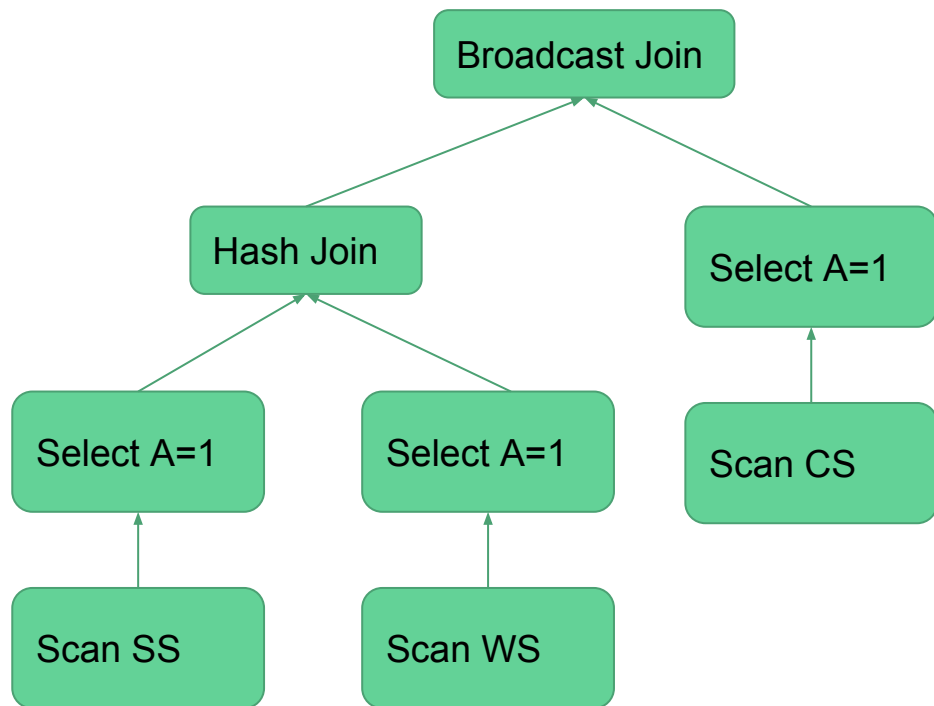 Broadcast Join
Hash Join
Select A=1
Select A=1
Select A=1
Scan CS
Scan SS
Scan WS